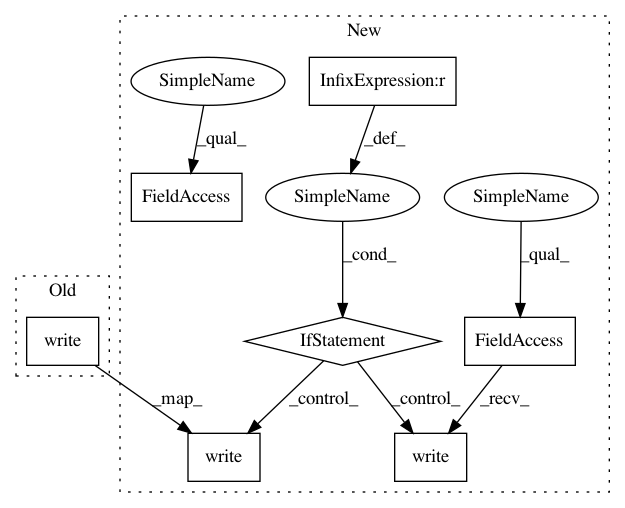 New
SimpleName
InfixExpression:r
_qual_
_def_
FieldAccess
SimpleName
SimpleName
_cond_
_qual_
Old
write
IfStatement
FieldAccess
_map_
_control_
_control_
_recv_
write
write